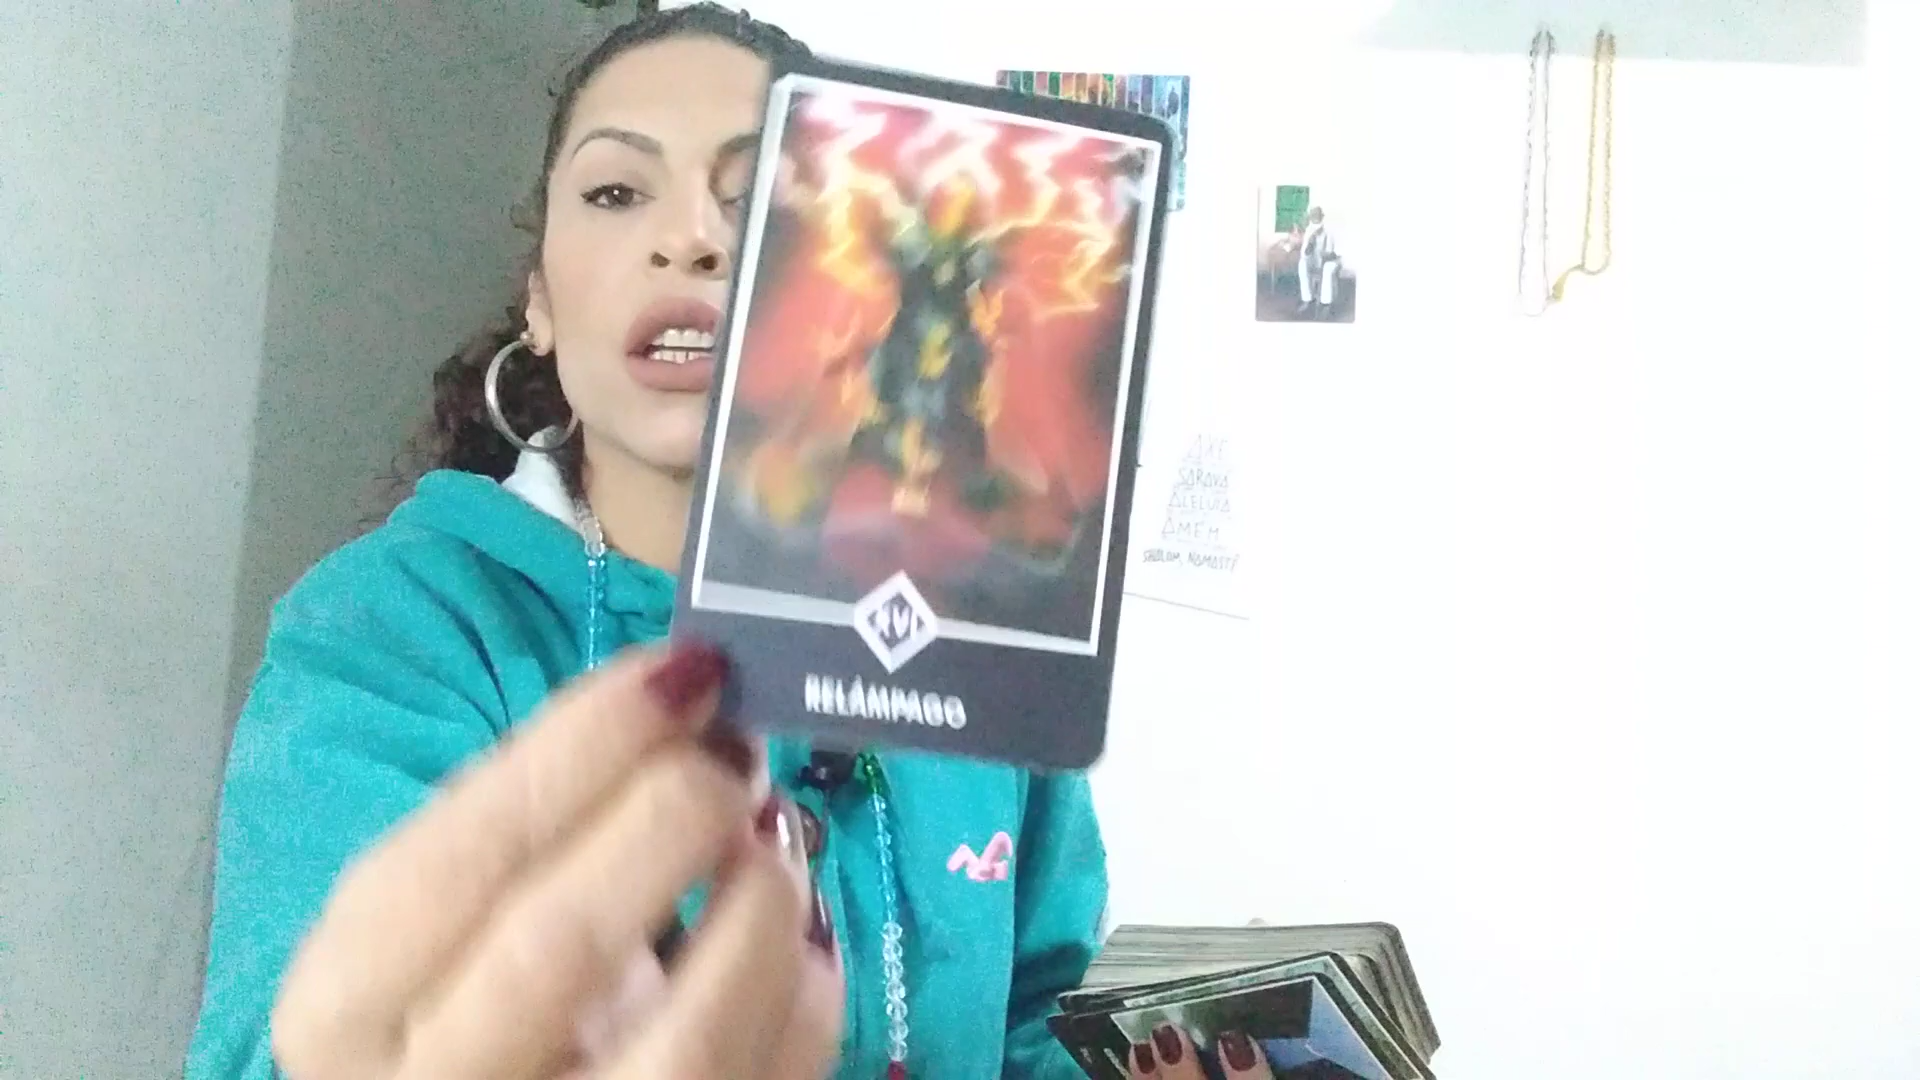 XVI
RELÁMPAGO
AXÉ
SARAVÁ
ALELUIA
AMÉM
SHALOM, NAMASTÊ